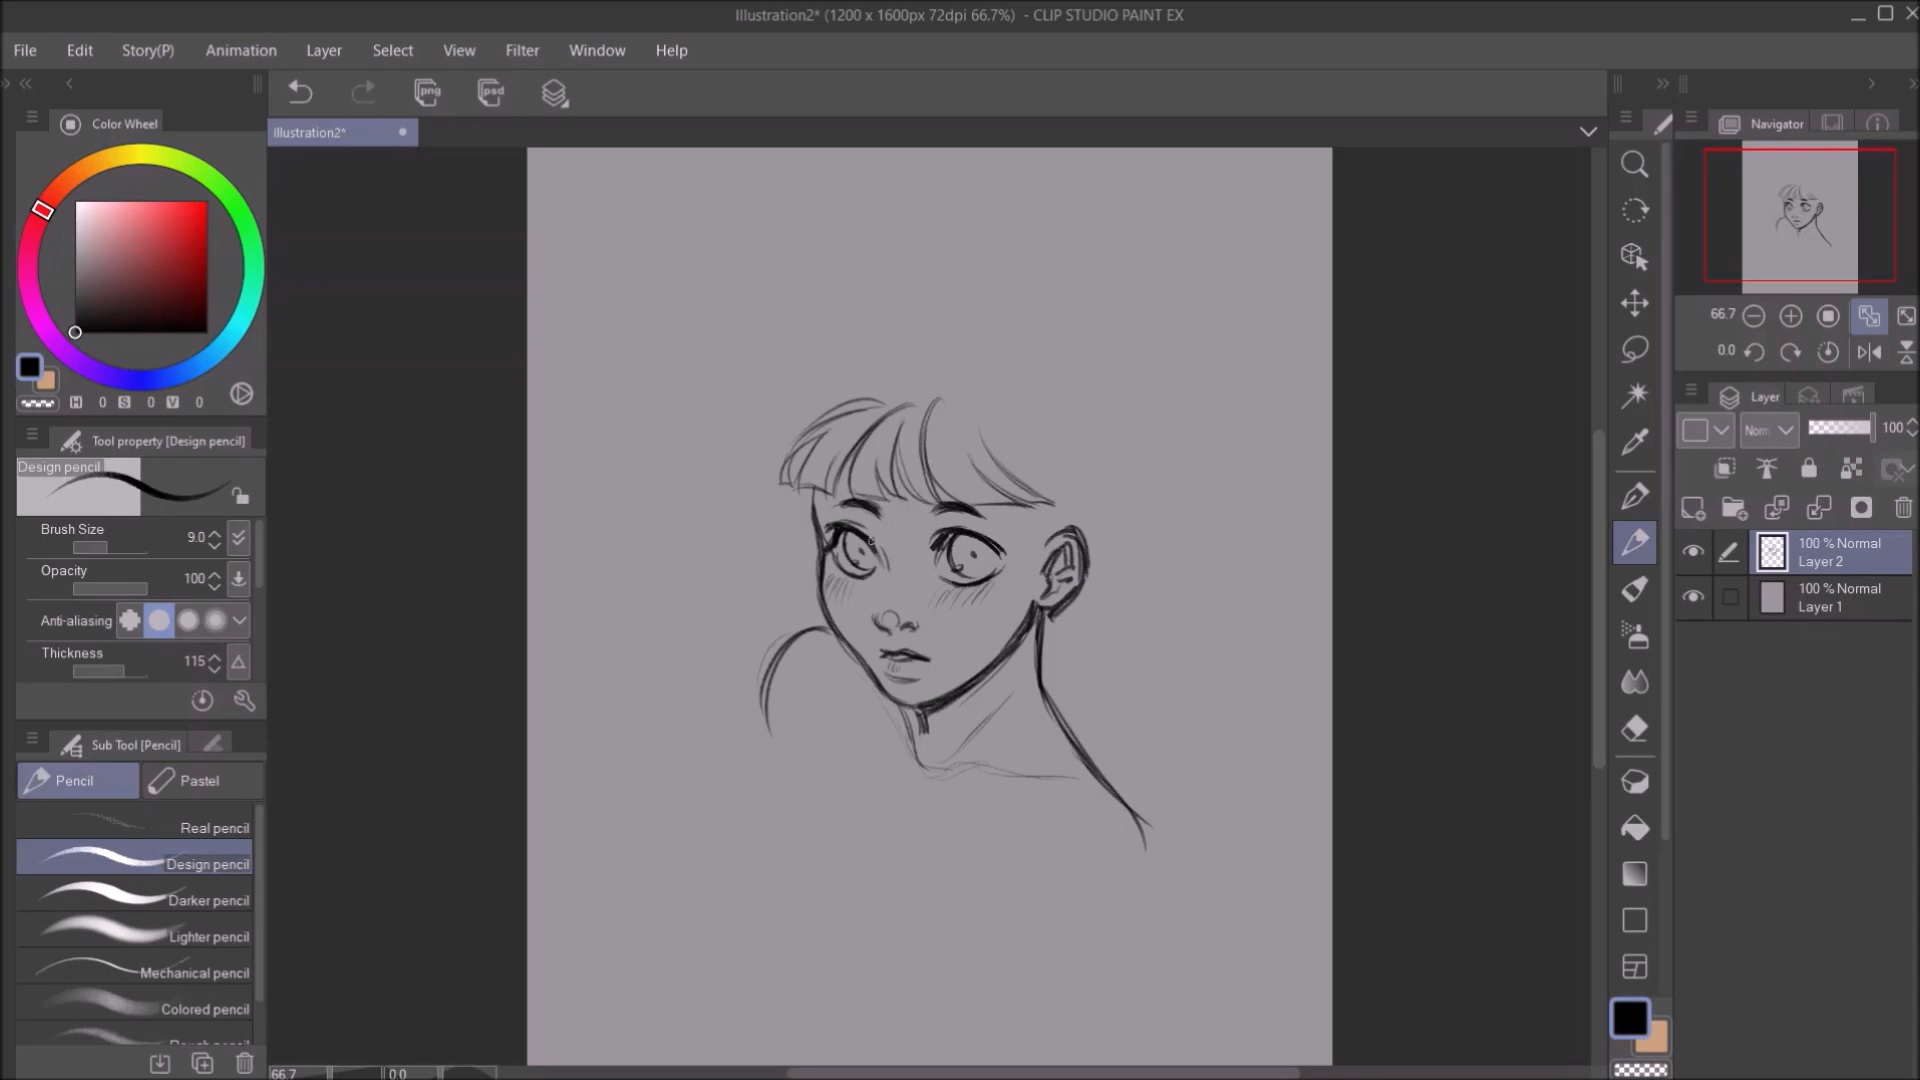 Illustration2* (1200 x 1600px 72dpi 66.7%) - CLIP STUDIO PAINT EX
File Edit Story(P) Animation Layer Select View Filter Window Help
png psd
Color Wheel
Illustration2*
Navigator
66.7
0.0
H 0 S 0 V 0
Tool property [Design pencil]
Design pencil
Brush Size 9.0
Opacity 100
Anti-aliasing
Thickness 115
Sub Tool [Pencil]
Pencil Pastel
Real pencil
Design pencil
Darker pencil
Lighter pencil
Mechanical pencil
Colored pencil
66.7 0.0
Layer
Norm 100
100 % Normal
Layer 2
100 % Normal
Layer 1